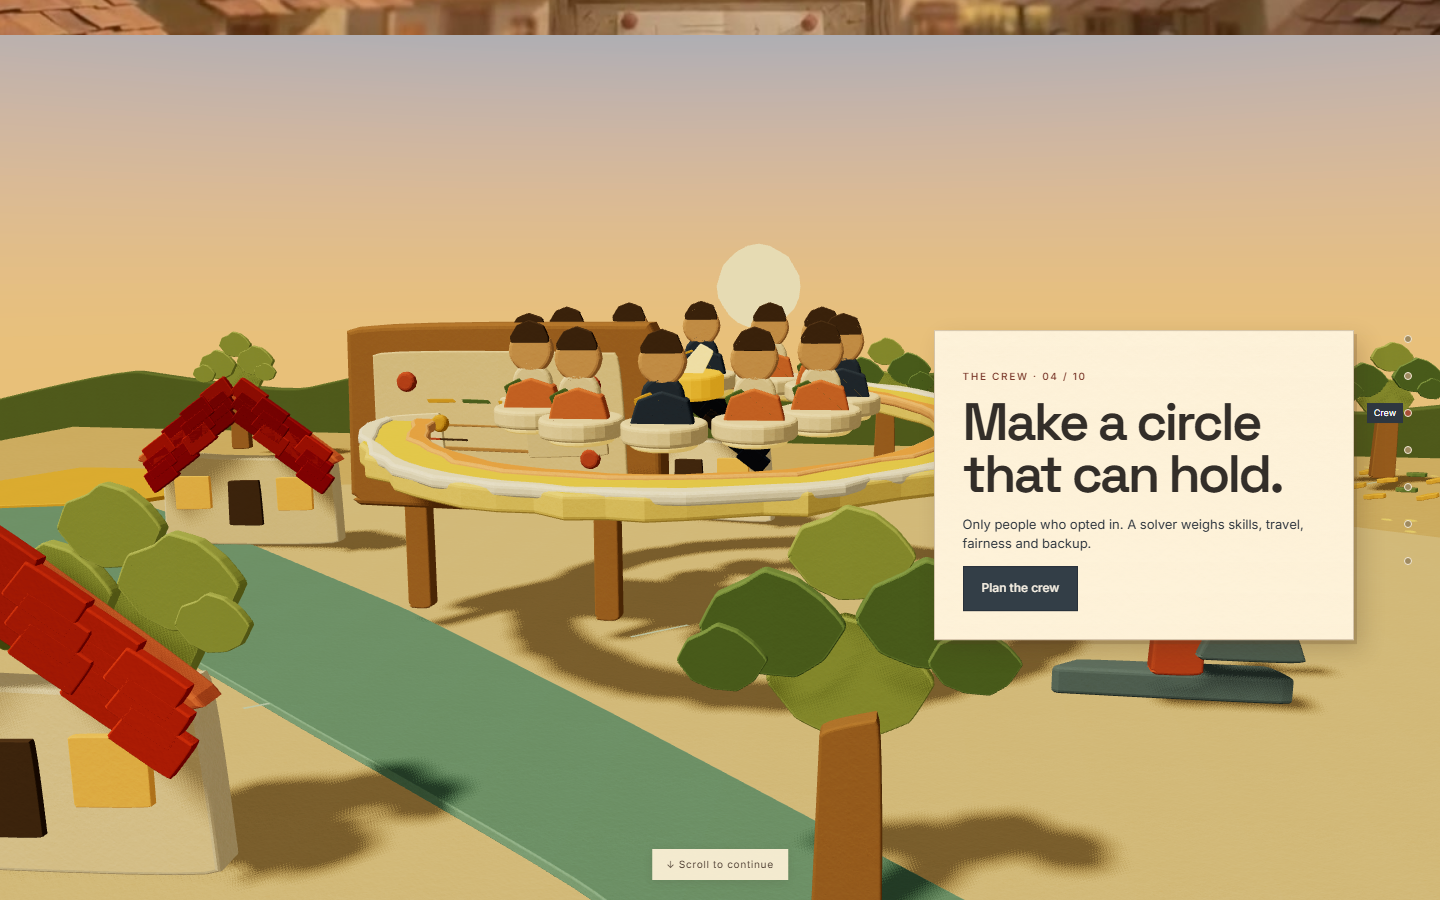 THE CREW · 04 / 10
Make a circle
that can hold.
Only people who opted in. A solver weighs skills, travel,
fairness and backup.
Plan the crew
Crew
↓ Scroll to continue